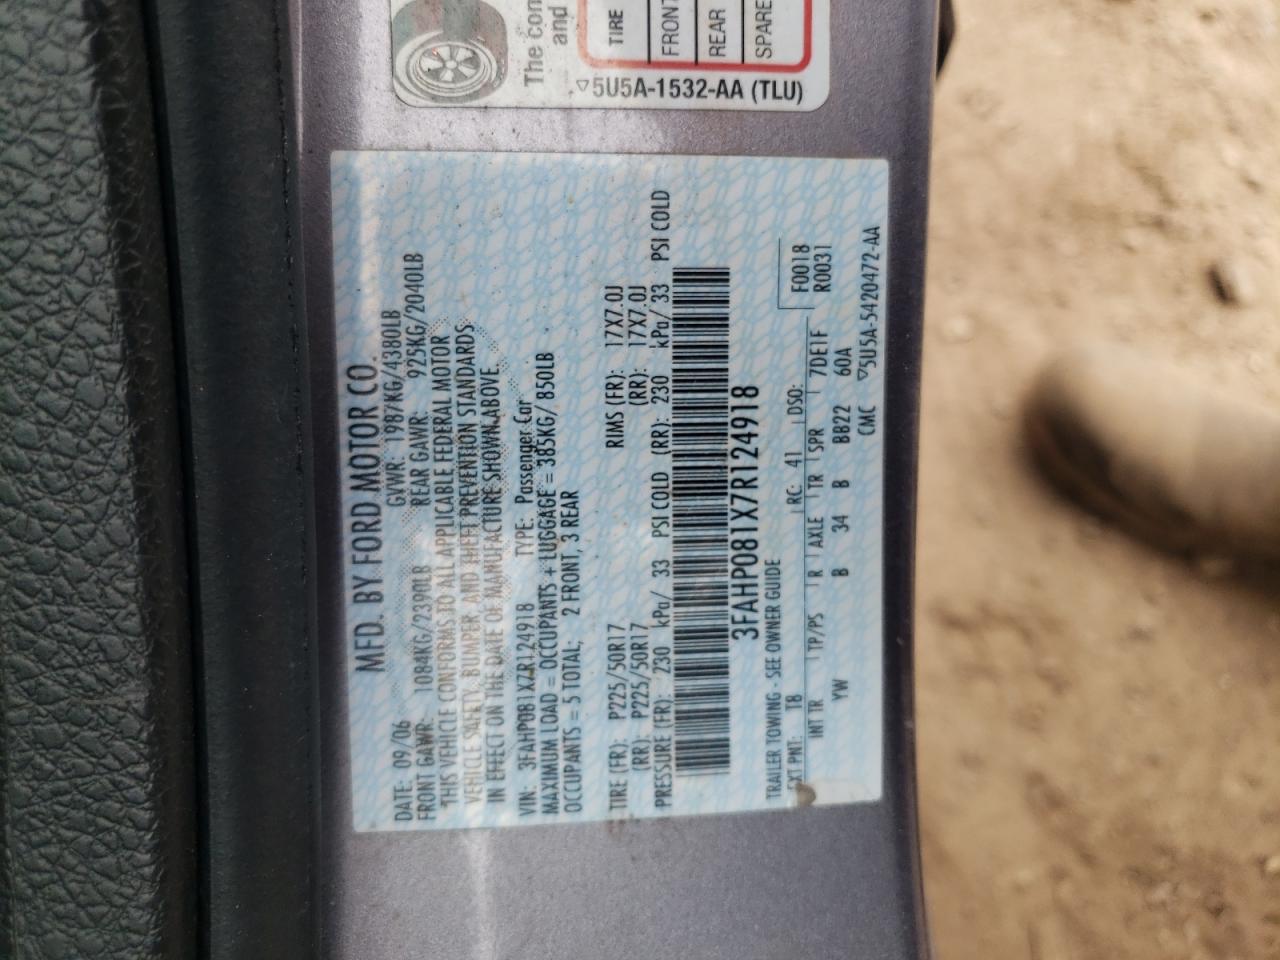 The com
and
TIRE
FRONT
REAR
SPARE
▽5U5A-1532-AA (TLU)
MFD. BY FORD MOTOR CO.
DATE: 09/06 GVWR: 1987KG/4380LB
FRONT GAWR: 1084KG/2390LB REAR GAWR: 925KG/2040LB
THIS VEHICLE CONFORMS TO ALL APPLICABLE FEDERAL MOTOR
VEHICLE SAFETY, BUMPER, AND THEFT PREVENTION STANDARDS
IN EFFECT ON THE DATE OF MANUFACTURE SHOWN ABOVE.
VIN: 3FAHP081X7R124918 TYPE: Passenger Car
MAXIMUM LOAD = OCCUPANTS + LUGGAGE = 385KG/ 850LB
OCCUPANTS = 5 TOTAL; 2 FRONT, 3 REAR
TIRE (FR): P225/50R17 RIMS (FR): 17X7.0J
(RR): P225/50R17 (RR): 17X7.0J
PRESSURE (FR): 230 kPa/ 33 PSI COLD (RR): 230 kPa/ 33 PSI COLD
3FAHP081X7R124918
TRAILER TOWING - SEE OWNER GUIDE
EXT PNT: T8 RC: 41 DSO: F0018
R0031
INT TR TP/PS R AXLE TR SPR 7DE1F
YW B 34 B BB22 60A
CMC ▽5U5A-5420472-AA